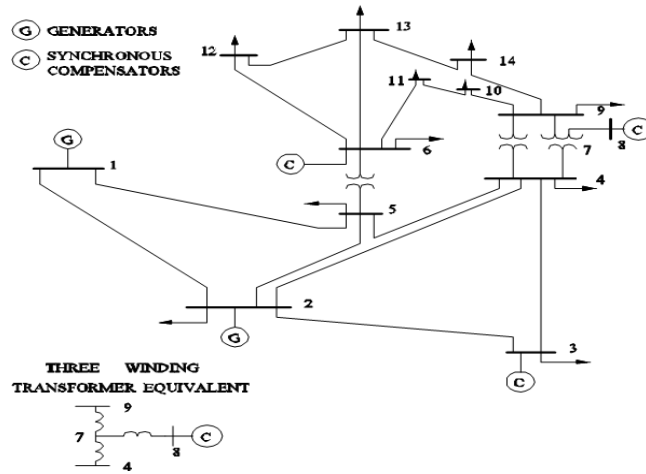 G GENERATORS
C SYNCHRONOUS
COMPENSATORS
13
12
14
11
10
9
G
C
7
8
C
1
6
5
4
2
G
3
C
THREE WINDING
TRANSFORMER EQUIVALENT
9
7
C
8
4